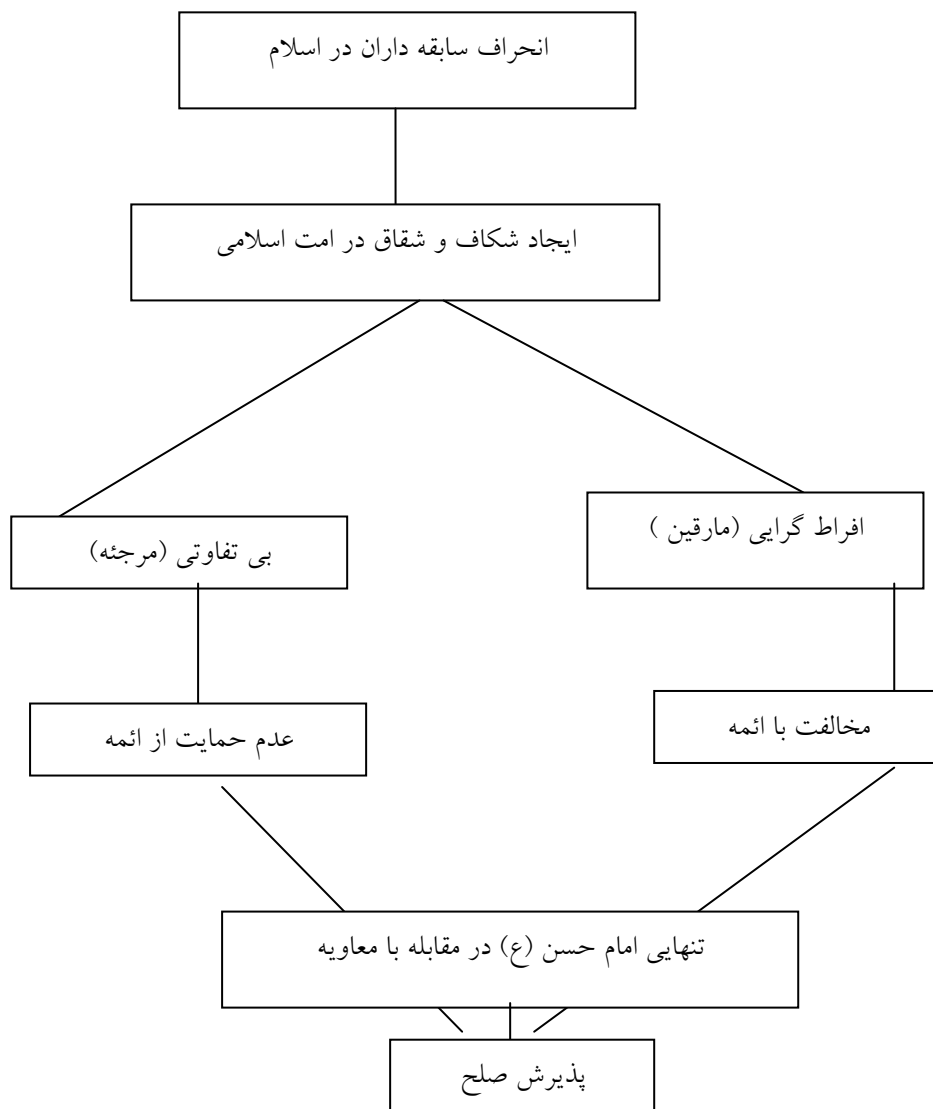 انحراف سابقه داران در اسلام
ایجاد شکاف و شقاق در امت اسلامی
افراط گرایی (مارقین )
بی تفاوتی (مرجئه)
مخالفت با ائمه
عدم حمایت از ائمه
تنهایی امام حسن (ع) در مقابله با معاویه
پذیرش صلح